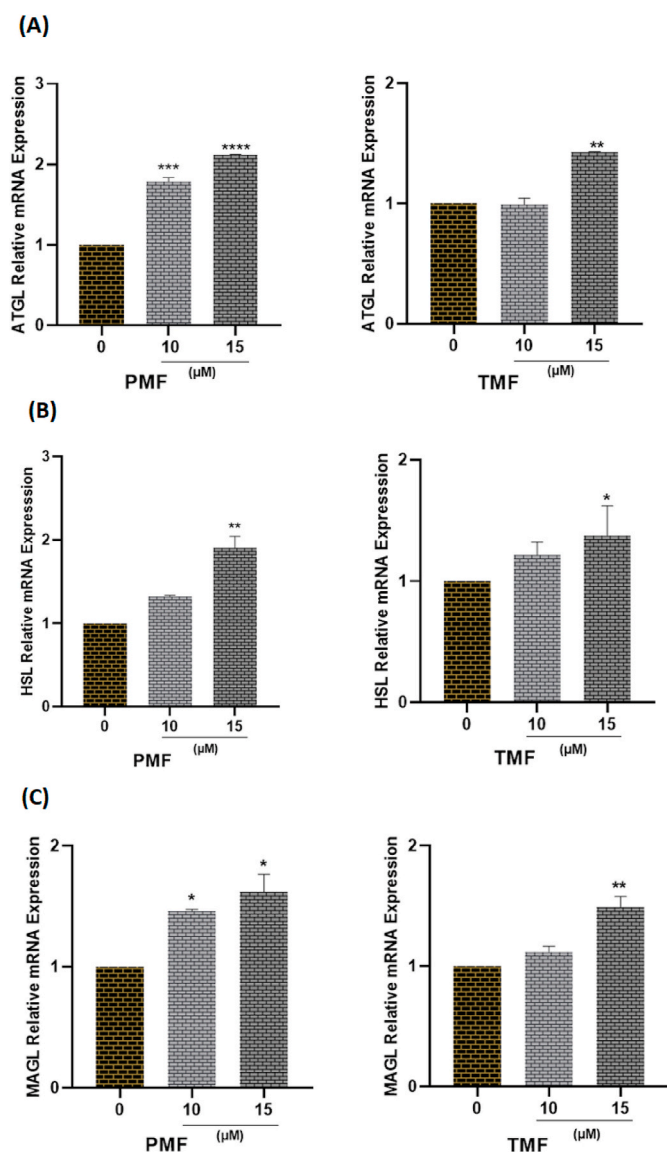 (A)
ATGL Relative mRNA Expression
3
2
1
0
***
****
0 10 15
(µM)
PMF
ATGL Relative mRNA Expression
2
1
0
**
0 10 15
(µM)
TMF
(B)
HSL Relative mRNA Expresssion
3
2
1
0
**
0 10 15
(µM)
PMF
HSL Relative mRNA Expresssion
2
1
0
*
0 10 15
(µM)
TMF
(C)
MAGL Relative mRNA Expression
2
1
0
*
*
0 10 15
(µM)
PMF
MAGL Relative mRNA Expression
2
1
0
**
0 10 15
(µM)
TMF